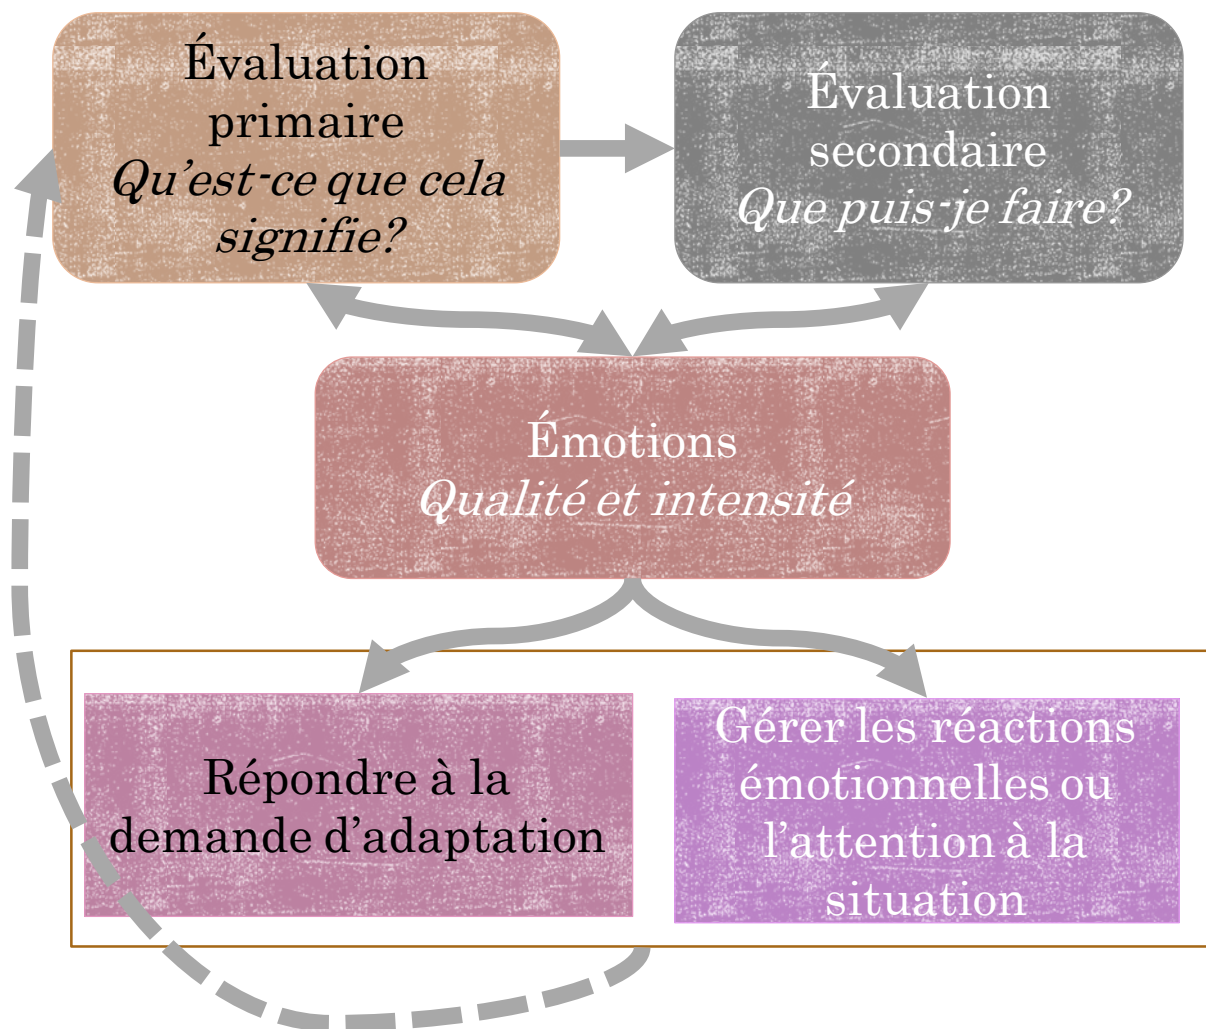 Évaluation
primaire
Qu’est-ce que cela
signifie?
Évaluation
secondaire
Que puis-je faire?
Émotions
Qualité et intensité
Répondre à la
demande d’adaptation
Gérer les réactions
émotionnelles ou
l’attention à la
situation